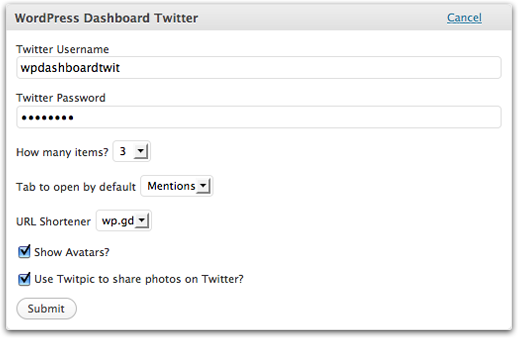 WordPress Dashboard Twitter Cancel
Twitter Username
wpdashboardtwit
Twitter Password
••••••••
How many items? 3
Tab to open by default Mentions
URL Shortener wp.gd
Show Avatars?
Use Twitpic to share photos on Twitter?
Submit